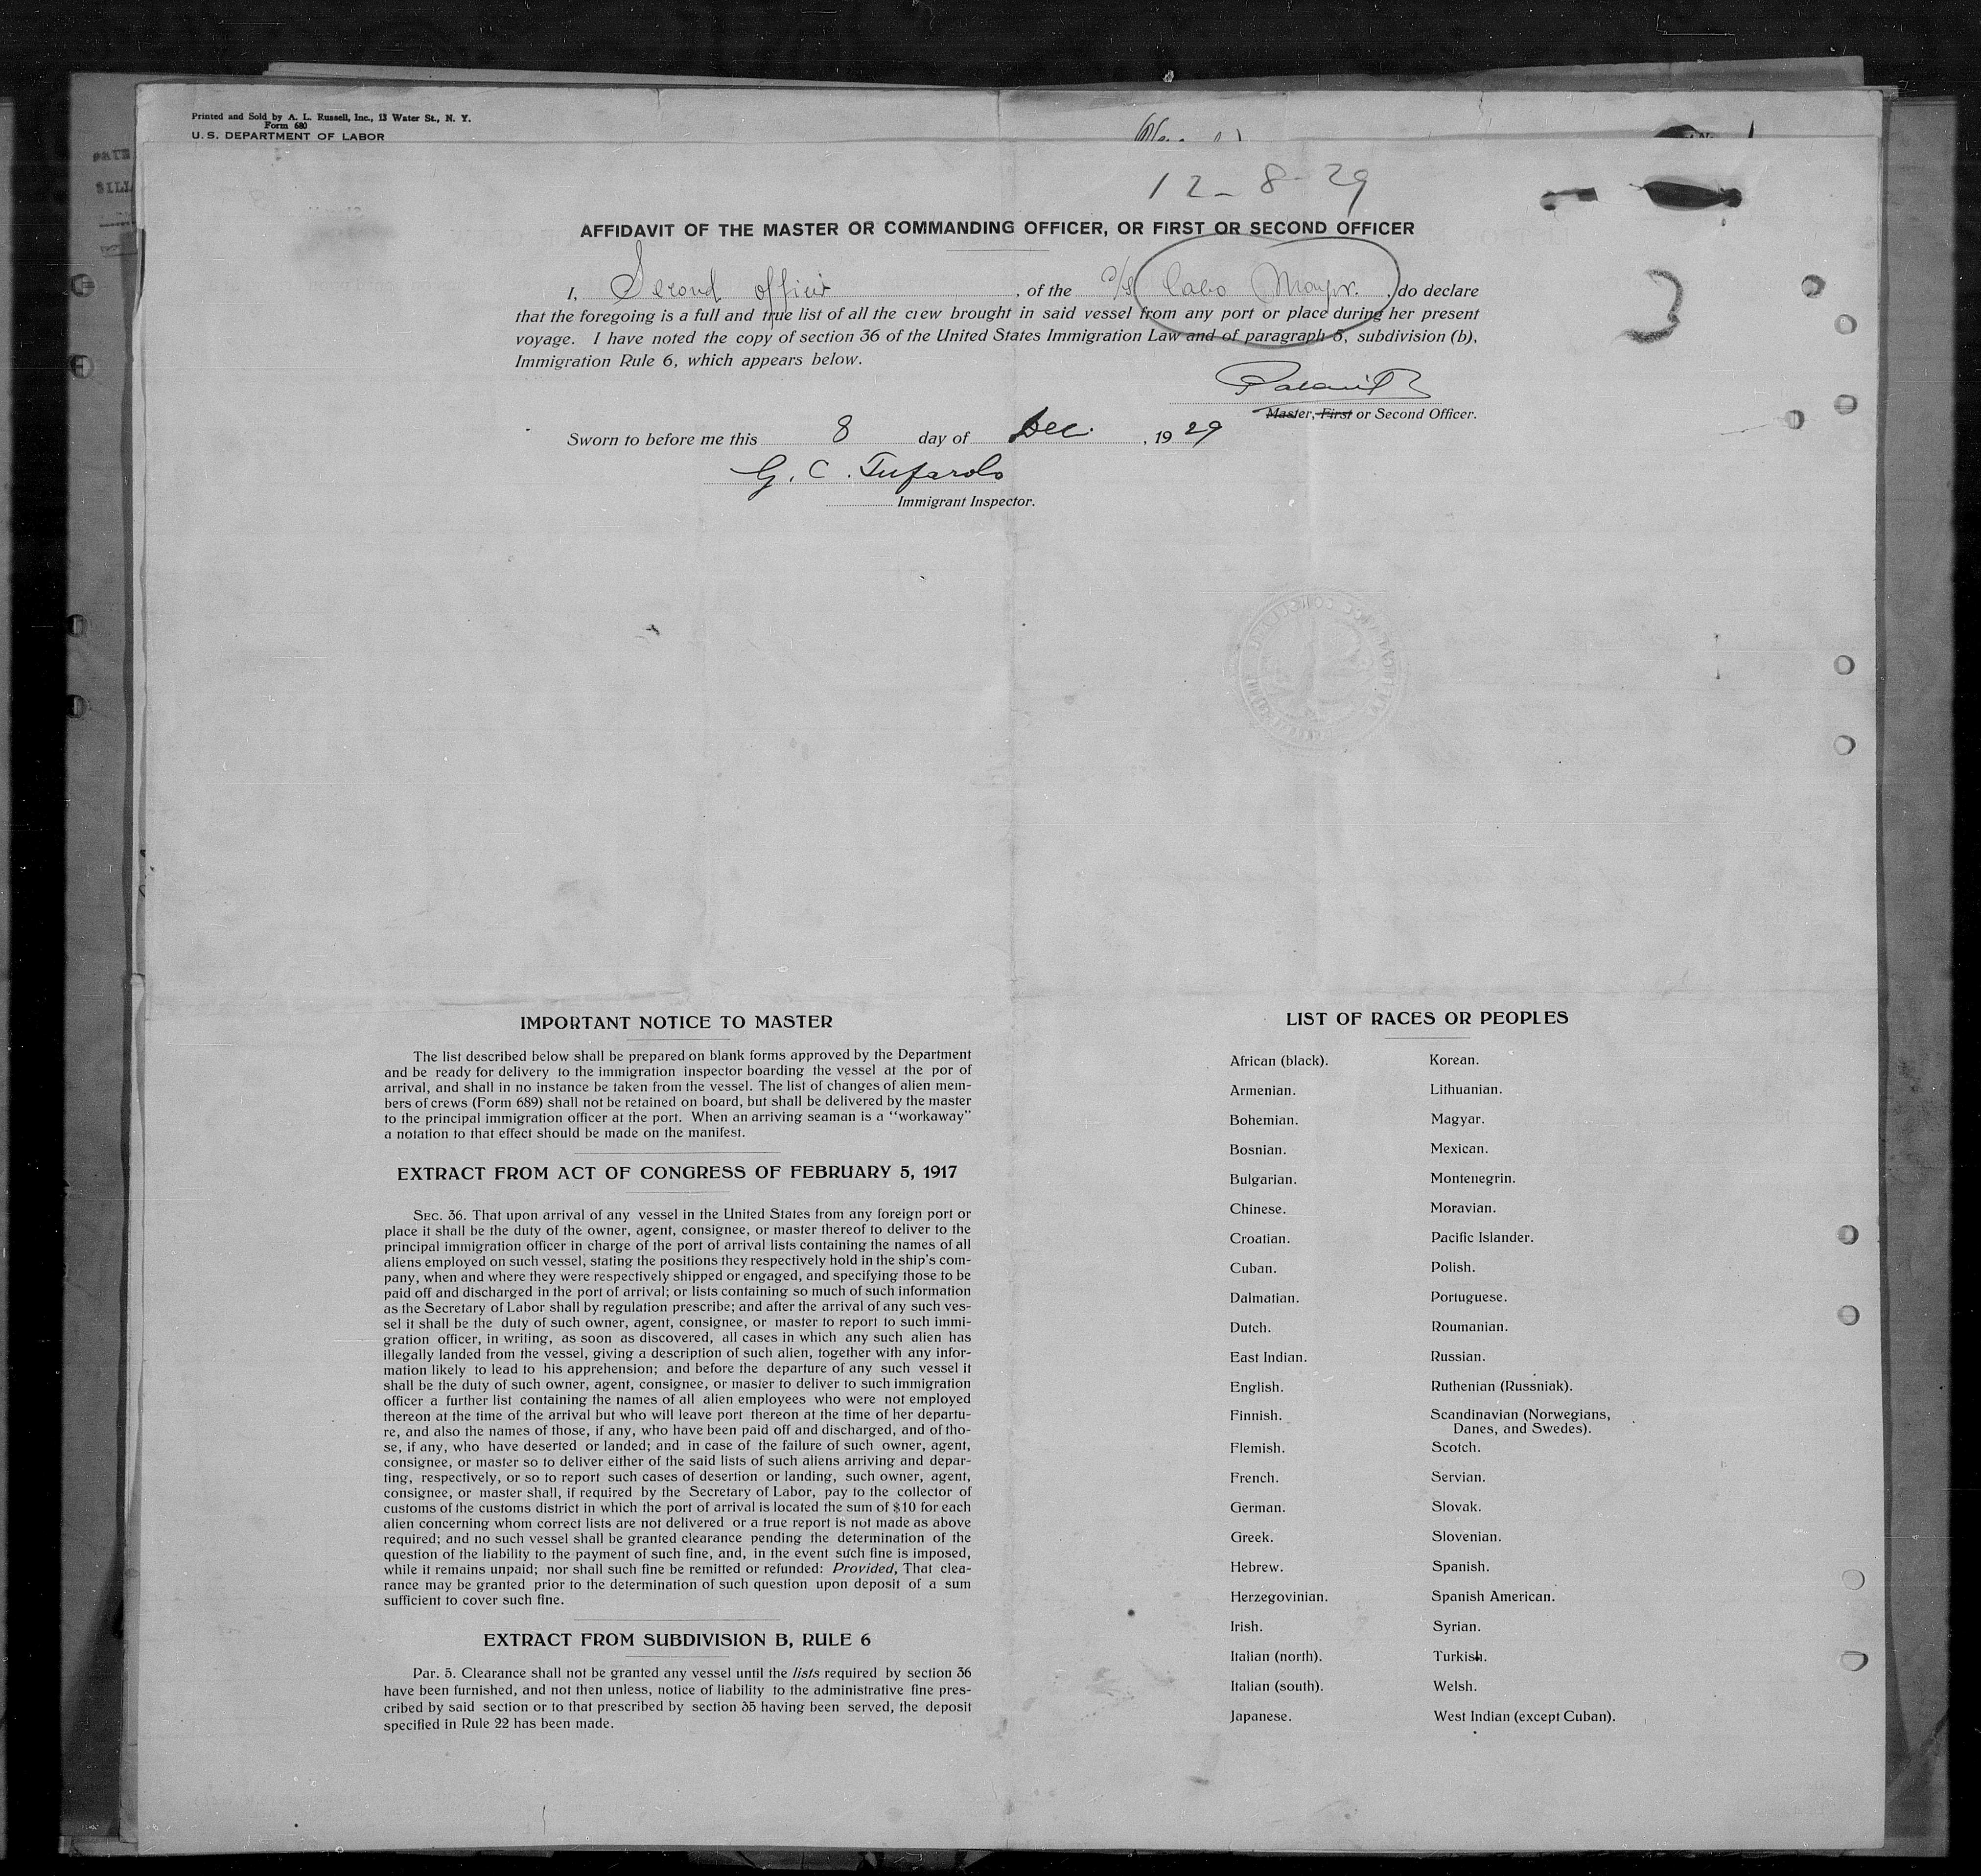 Printed and Sold by A. L. Russell, Inc., 13 Water St., N. Y.
Form 680
U. S. DEPARTMENT OF LABOR
12-8-29
AFFIDAVIT OF THE MASTER OR COMMANDING OFFICER, OR FIRST OR SECOND OFFICER
I, Second officer, of the s/s Cabo Mayor, do declare
that the foregoing is a full and true list of all the crew brought in said vessel from any port or place during her present
voyage. I have noted the copy of section 36 of the United States Immigration Law and of paragraph 5, subdivision (b),
Immigration Rule 6, which appears below.
3
Master, First or Second Officer.
Sworn to before me this 8 day of Dec., 1929
G. C. Tufarolo
Immigrant Inspector.
IMPORTANT NOTICE TO MASTER
The list described below shall be prepared on blank forms approved by the Department
and be ready for delivery to the immigration inspector boarding the vessel at the por of
arrival, and shall in no instance be taken from the vessel. The list of changes of alien mem-
bers of crews (Form 689) shall not be retained on board, but shall be delivered by the master
to the principal immigration officer at the port. When an arriving seaman is a "workaway"
a notation to that effect should be made on the manifest.
EXTRACT FROM ACT OF CONGRESS OF FEBRUARY 5, 1917
SEC. 36. That upon arrival of any vessel in the United States from any foreign port or
place it shall be the duty of the owner, agent, consignee, or master thereof to deliver to the
principal immigration officer in charge of the port of arrival lists containing the names of all
aliens employed on such vessel, stating the positions they respectively hold in the ship's com-
pany, when and where they were respectively shipped or engaged, and specifying those to be
paid off and discharged in the port of arrival; or lists containing so much of such information
as the Secretary of Labor shall by regulation prescribe; and after the arrival of any such ves-
sel it shall be the duty of such owner, agent, consignee, or master to report to such immi-
gration officer, in writing, as soon as discovered, all cases in which any such alien has
illegally landed from the vessel, giving a description of such alien, together with any infor-
mation likely to lead to his apprehension; and before the departure of any such vessel it
shall be the duty of such owner, agent, consignee, or master to deliver to such immigration
officer a further list containing the names of all alien employees who were not employed
thereon at the time of the arrival but who will leave port thereon at the time of her departu-
re, and also the names of those, if any, who have been paid off and discharged, and of tho-
se, if any, who have deserted or landed; and in case of the failure of such owner, agent,
consignee, or master so to deliver either of the said lists of such aliens arriving and depar-
ting, respectively, or so to report such cases of desertion or landing, such owner, agent,
consignee, or master shall, if required by the Secretary of Labor, pay to the collector of
customs of the customs district in which the port of arrival is located the sum of $10 for each
alien concerning whom correct lists are not delivered or a true report is not made as above
required; and no such vessel shall be granted clearance pending the determination of the
question of the liability to the payment of such fine, and, in the event such fine is imposed,
while it remains unpaid; nor shall such fine be remitted or refunded: Provided, That clea-
rance may be granted prior to the determination of such question upon deposit of a sum
sufficient to cover such fine.
EXTRACT FROM SUBDIVISION B, RULE 6
Par. 5. Clearance shall not be granted any vessel until the lists required by section 36
have been furnished, and not then unless, notice of liability to the administrative fine pres-
cribed by said section or to that prescribed by section 35 having been served, the deposit
specified in Rule 22 has been made.
LIST OF RACES OR PEOPLES
African (black). Korean.
Armenian. Lithuanian.
Bohemian. Magyar.
Bosnian. Mexican.
Bulgarian. Montenegrin.
Chinese. Moravian.
Croatian. Pacific Islander.
Cuban. Polish.
Dalmatian. Portuguese.
Dutch. Roumanian.
East Indian. Russian.
English. Ruthenian (Russniak).
Finnish. Scandinavian (Norwegians,
Danes, and Swedes).
Flemish. Scotch.
French. Servian.
German. Slovak.
Greek. Slovenian.
Hebrew. Spanish.
Herzegovinian. Spanish American.
Irish. Syrian.
Italian (north). Turkish.
Italian (south). Welsh.
Japanese. West Indian (except Cuban).